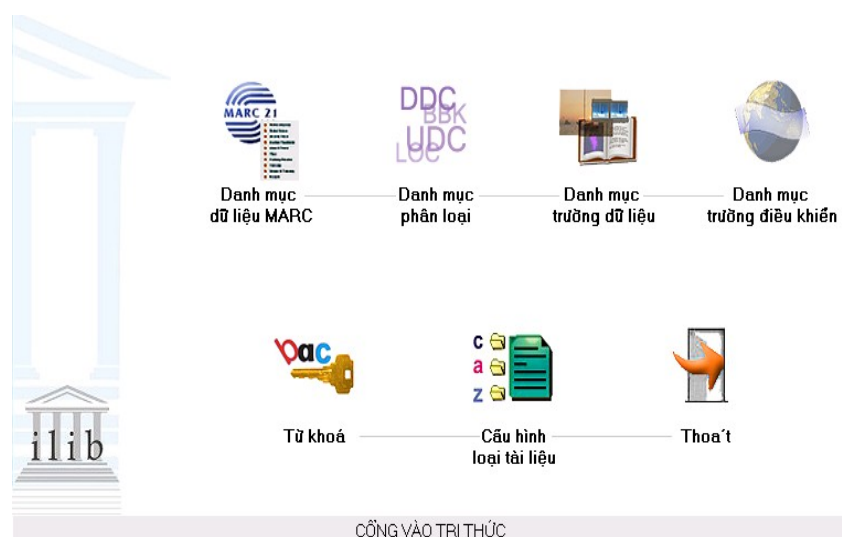 MARC 21
DDC
BBK
UDC
LOC
Danh mục
dữ liệu MARC
Danh mục
phân loại
Danh mục
trường dữ liệu
Danh mục
trường điều khiển
bac
c
a
z
Từ khoá
Cấu hình
loại tài liệu
Thoa´t
ilib
CỔNG VÀO TRI THỨC